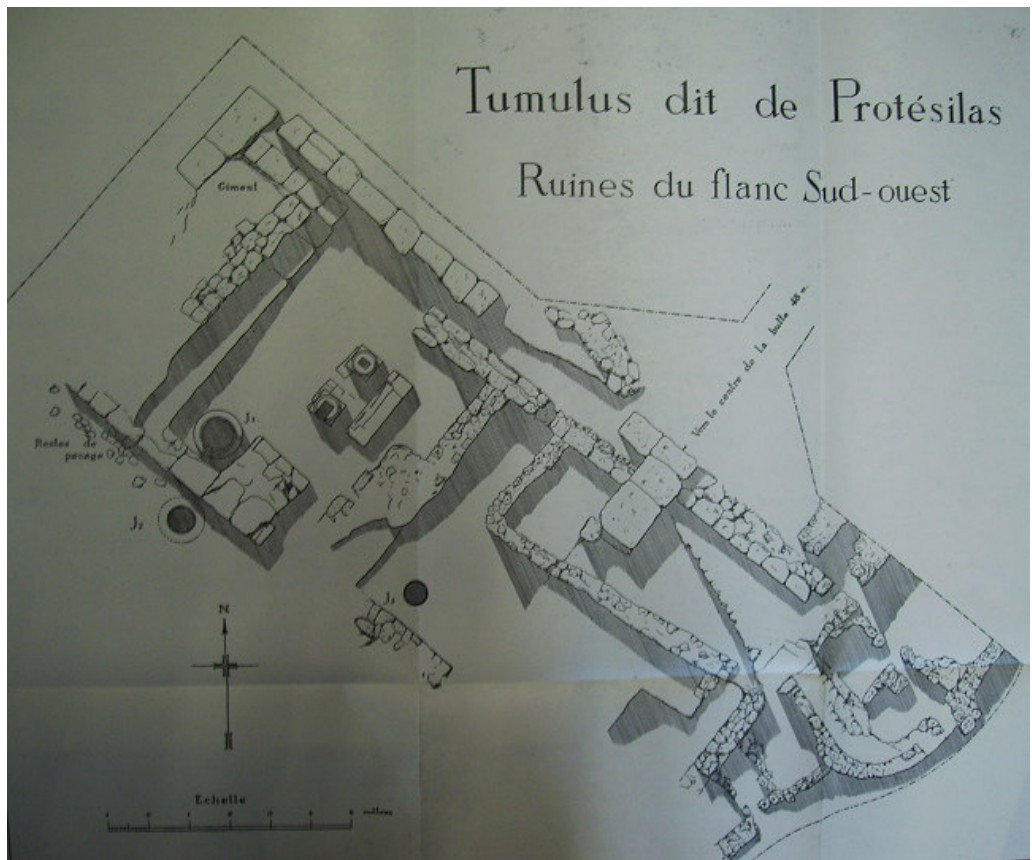 Tumulus dit de Protésilas
Ruines du flanc Sud-ouest
Ciment
Vers le centre de la butte 48 m.
J1
Restes de
pavage
J2
J3
N
Echelle
mètres